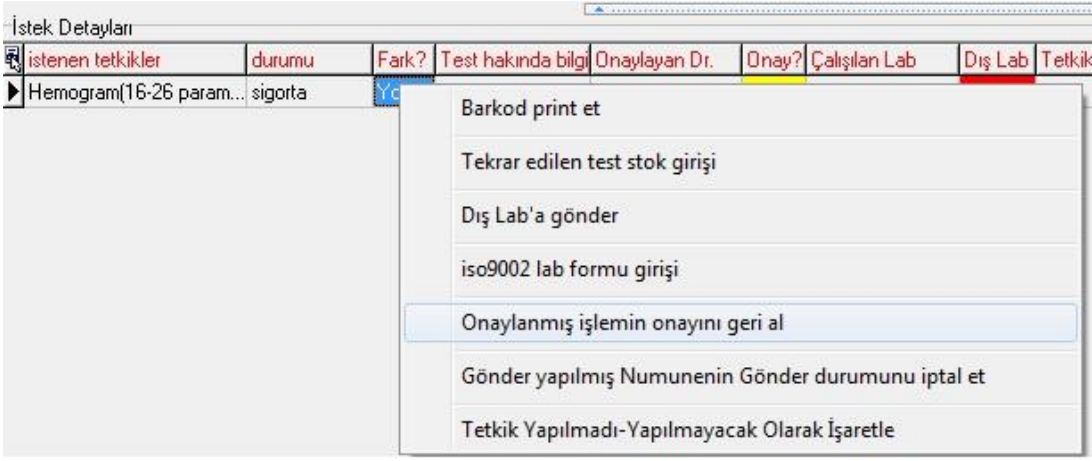 İstek Detayları
istenen tetkikler durumu Fark? Test hakında bilgi Onaylayan Dr. Onay? Çalışılan Lab Dış Lab Tetkik
Hemogram(16-26 param... sigorta
Barkod print et
Tekrar edilen test stok girişi
Dış Lab'a gönder
iso9002 lab formu girişi
Onaylanmış işlemin onayını geri al
Gönder yapılmış Numunenin Gönder durumunu iptal et
Tetkik Yapılmadı-Yapılmayacak Olarak İşaretle